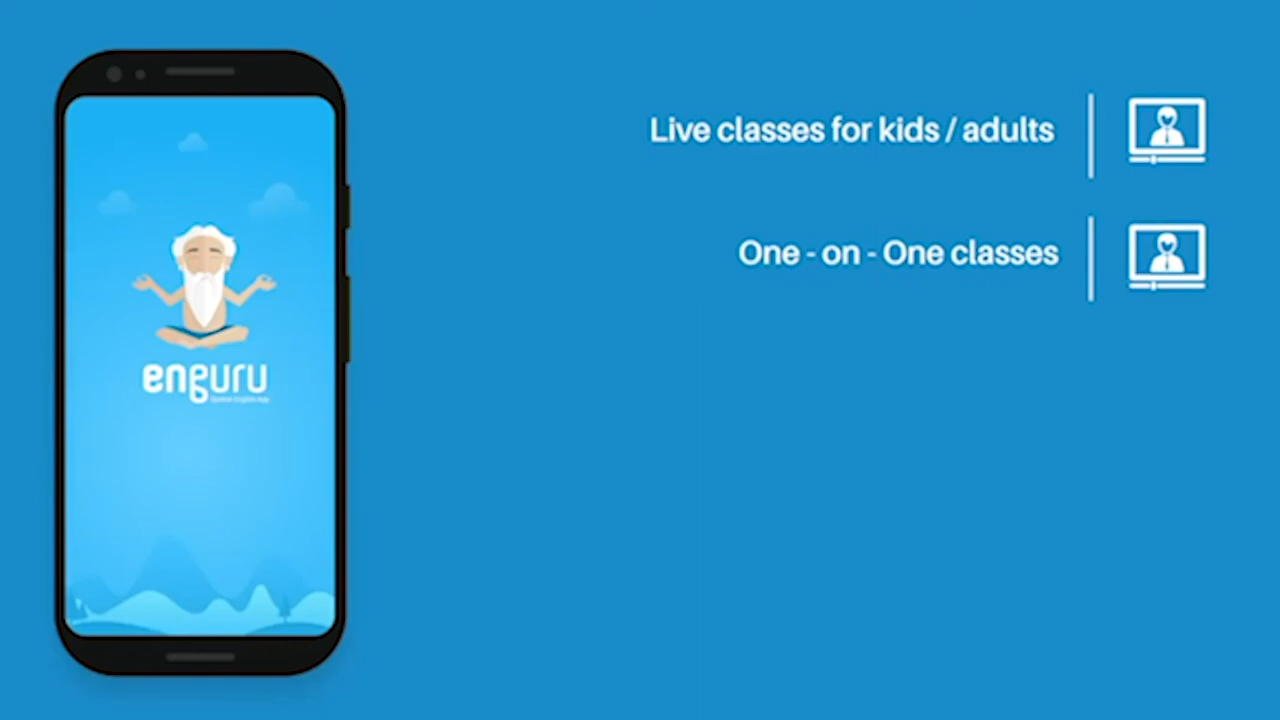 Live classes for kids / adults
One - on - One classes
enguru